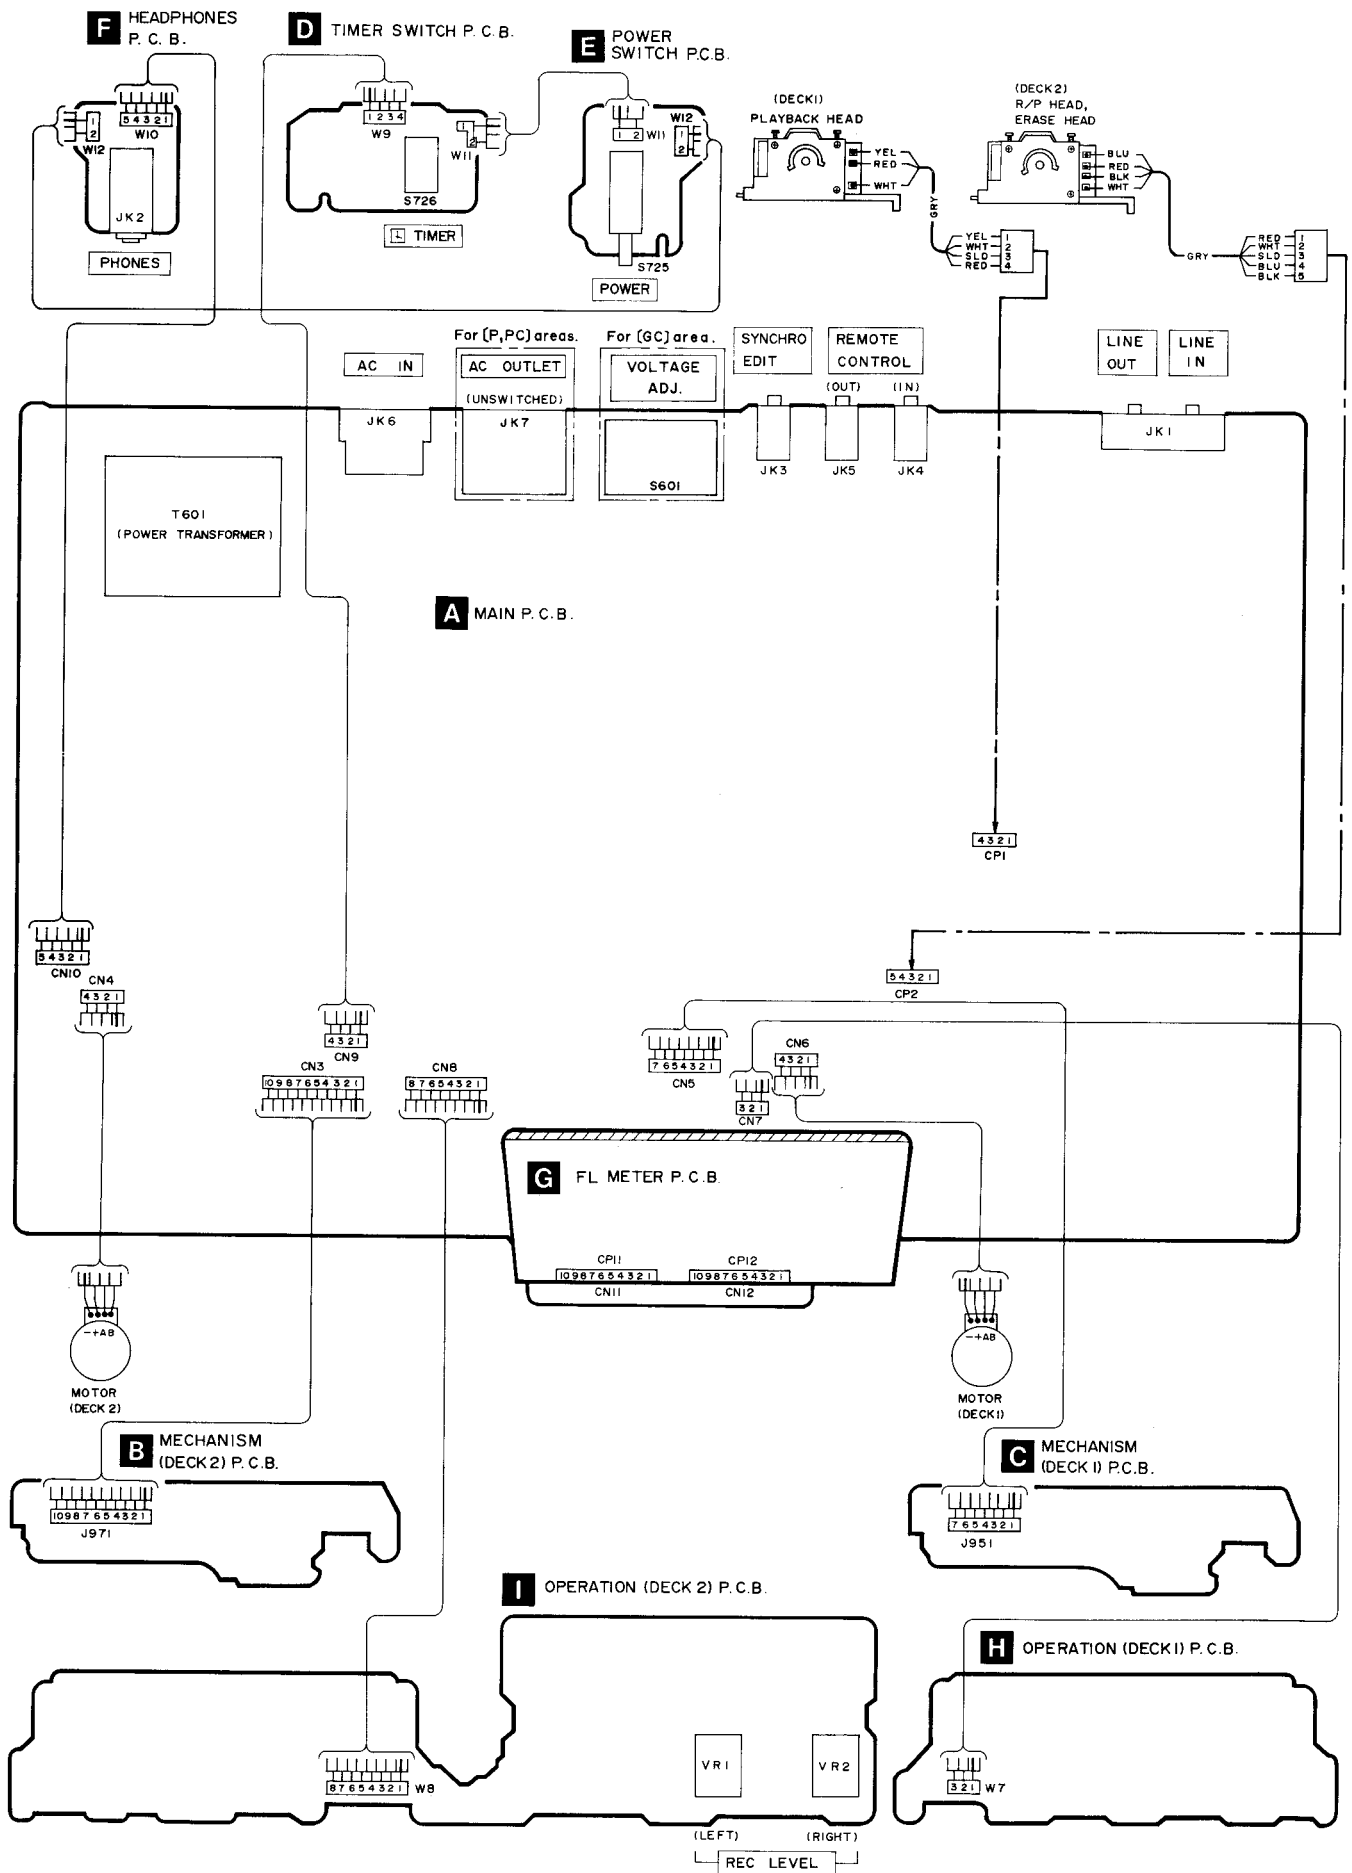 F HEADPHONES
P. C. B.
D TIMER SWITCH P. C. B.
E POWER
SWITCH P.C.B.
5 4 3 2 1
W10
1
2
W12
JK2
PHONES
1 2 3 4
W9
1
2
W11
S726
TIMER
1 2 W11
W12
1
2
S725
POWER
(DECK1)
PLAYBACK HEAD
YEL
RED
WHT
GRY
YEL 1
WHT 2
SLD 3
RED 4
(DECK2)
R/P HEAD,
ERASE HEAD
BLU
RED
BLK
WHT
GRY
RED 1
WHT 2
SLD 3
BLU 4
BLK 5
AC IN
JK6
For [P,PC] areas.
AC OUTLET
(UNSWITCHED)
JK7
For [GC] area.
VOLTAGE
ADJ.
S601
SYNCHRO
EDIT
JK3
REMOTE
CONTROL
(OUT) (IN)
JK5 JK4
LINE
OUT
LINE
IN
JK1
T601
(POWER TRANSFORMER)
A MAIN P. C. B.
4 3 2 1
CP1
5 4 3 2 1
CN10
CN4
4 3 2 1
5 4 3 2 1
CP2
4 3 2 1
CN9
CN3
10 9 8 7 6 5 4 3 2 1
CN8
8 7 6 5 4 3 2 1
7 6 5 4 3 2 1
CN5
CN6
4 3 2 1
3 2 1
CN7
G FL METER P. C. B.
CP11 CP12
10 9 8 7 6 5 4 3 2 1 10 9 8 7 6 5 4 3 2 1
CN11 CN12
-+AB
MOTOR
(DECK 2)
-+AB
MOTOR
(DECK1)
B MECHANISM
(DECK 2) P. C.B.
10 9 8 7 6 5 4 3 2 1
J971
C MECHANISM
(DECK 1) P.C.B.
7 6 5 4 3 2 1
J951
I OPERATION (DECK 2) P. C.B.
8 7 6 5 4 3 2 1 W8
VR1 VR2
(LEFT) (RIGHT)
REC LEVEL
H OPERATION (DECK1) P. C.B.
3 2 1 W7